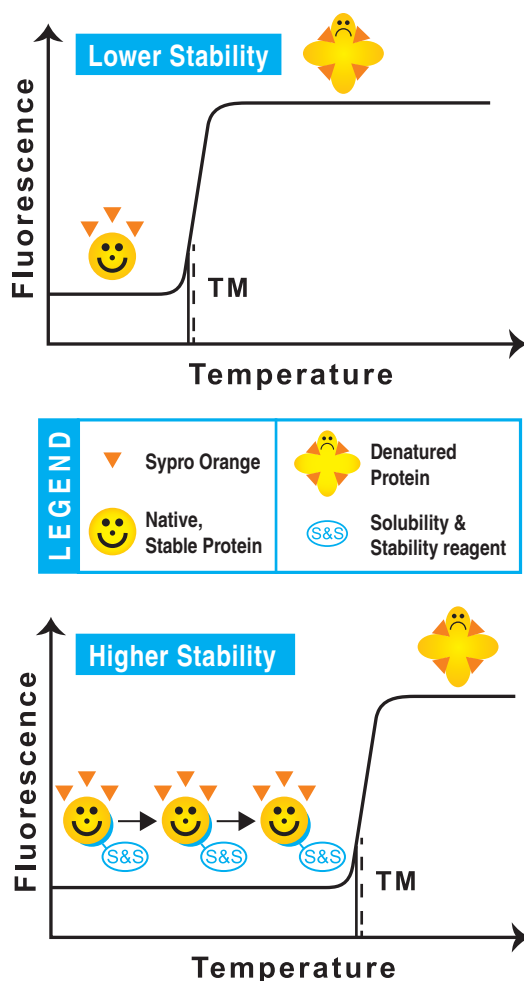 Lower Stability
Fluorescence
TM
Temperature
LEGEND
Sypro Orange
Native,
Stable Protein
Denatured
Protein
S&S
Solubility &
Stability reagent
Higher Stability
Fluorescence
S&S
S&S
S&S
TM
Temperature